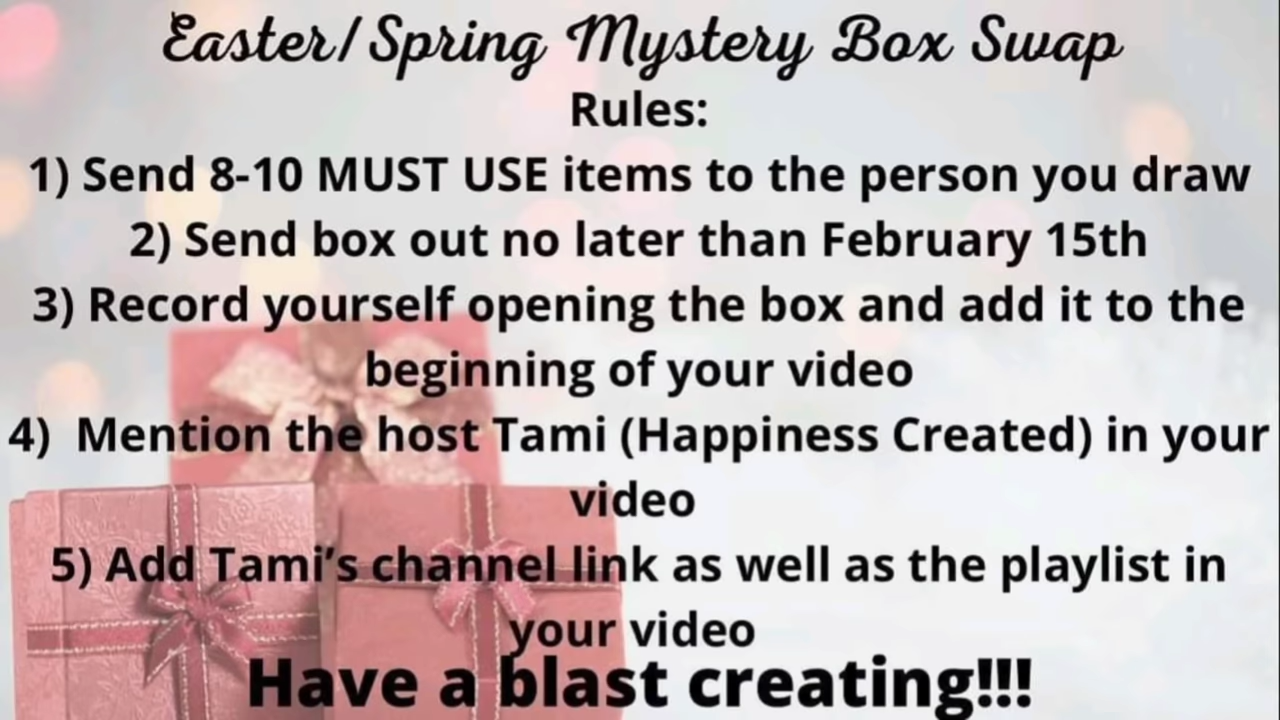 Easter/Spring Mystery Box Swap
Rules:
1) Send 8-10 MUST USE items to the person you draw
2) Send box out no later than February 15th
3) Record yourself opening the box and add it to the
beginning of your video
4) Mention the host Tami (Happiness Created) in your
video
5) Add Tami's channel link as well as the playlist in
your video
Have a blast creating!!!